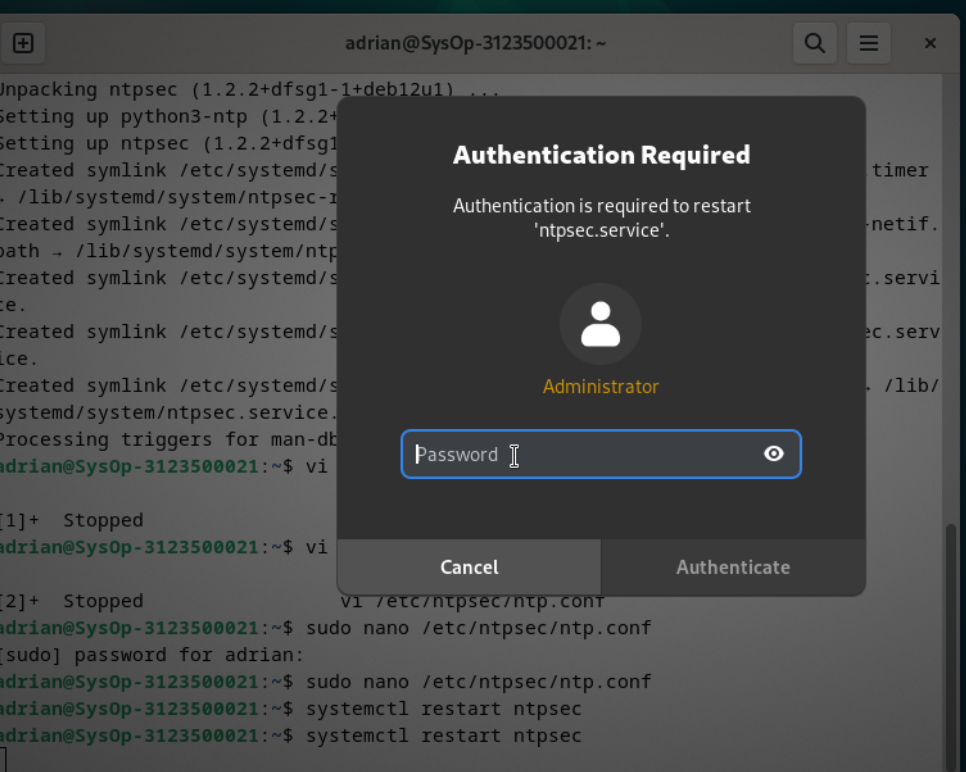 adrian@SysOp-3123500021: ~
Unpacking ntpsec (1.2.2+dfsg1-1+deb12u1) ...
Setting up python3-ntp (1.2.2+
Setting up ntpsec (1.2.2+dfsg1
Created symlink /etc/systemd/s timer
→ /lib/systemd/system/ntpsec-r
Created symlink /etc/systemd/s -netif.
path → /lib/systemd/system/ntp
Created symlink /etc/systemd/s c.servi
ce.
Created symlink /etc/systemd/s ec.serv
ice.
Created symlink /etc/systemd/s → /lib/
systemd/system/ntpsec.service.
Processing triggers for man-db
adrian@SysOp-3123500021:~$ vi
[1]+  Stopped
adrian@SysOp-3123500021:~$ vi
[2]+  Stopped                 vi /etc/ntpsec/ntp.conf
adrian@SysOp-3123500021:~$ sudo nano /etc/ntpsec/ntp.conf
[sudo] password for adrian:
adrian@SysOp-3123500021:~$ sudo nano /etc/ntpsec/ntp.conf
adrian@SysOp-3123500021:~$ systemctl restart ntpsec
adrian@SysOp-3123500021:~$ systemctl restart ntpsec
Authentication Required
Authentication is required to restart
'ntpsec.service'.
Administrator
Password
Cancel
Authenticate